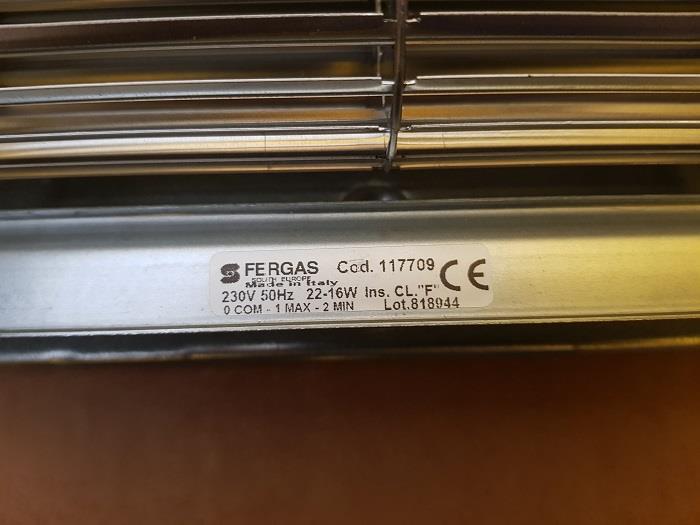 FERGAS Cod. 117709 CE
SOUTH EUROPE
Made in Italy
230V 50Hz 22-16W Ins. CL."F"
0 COM - 1 MAX - 2 MIN Lot.818944